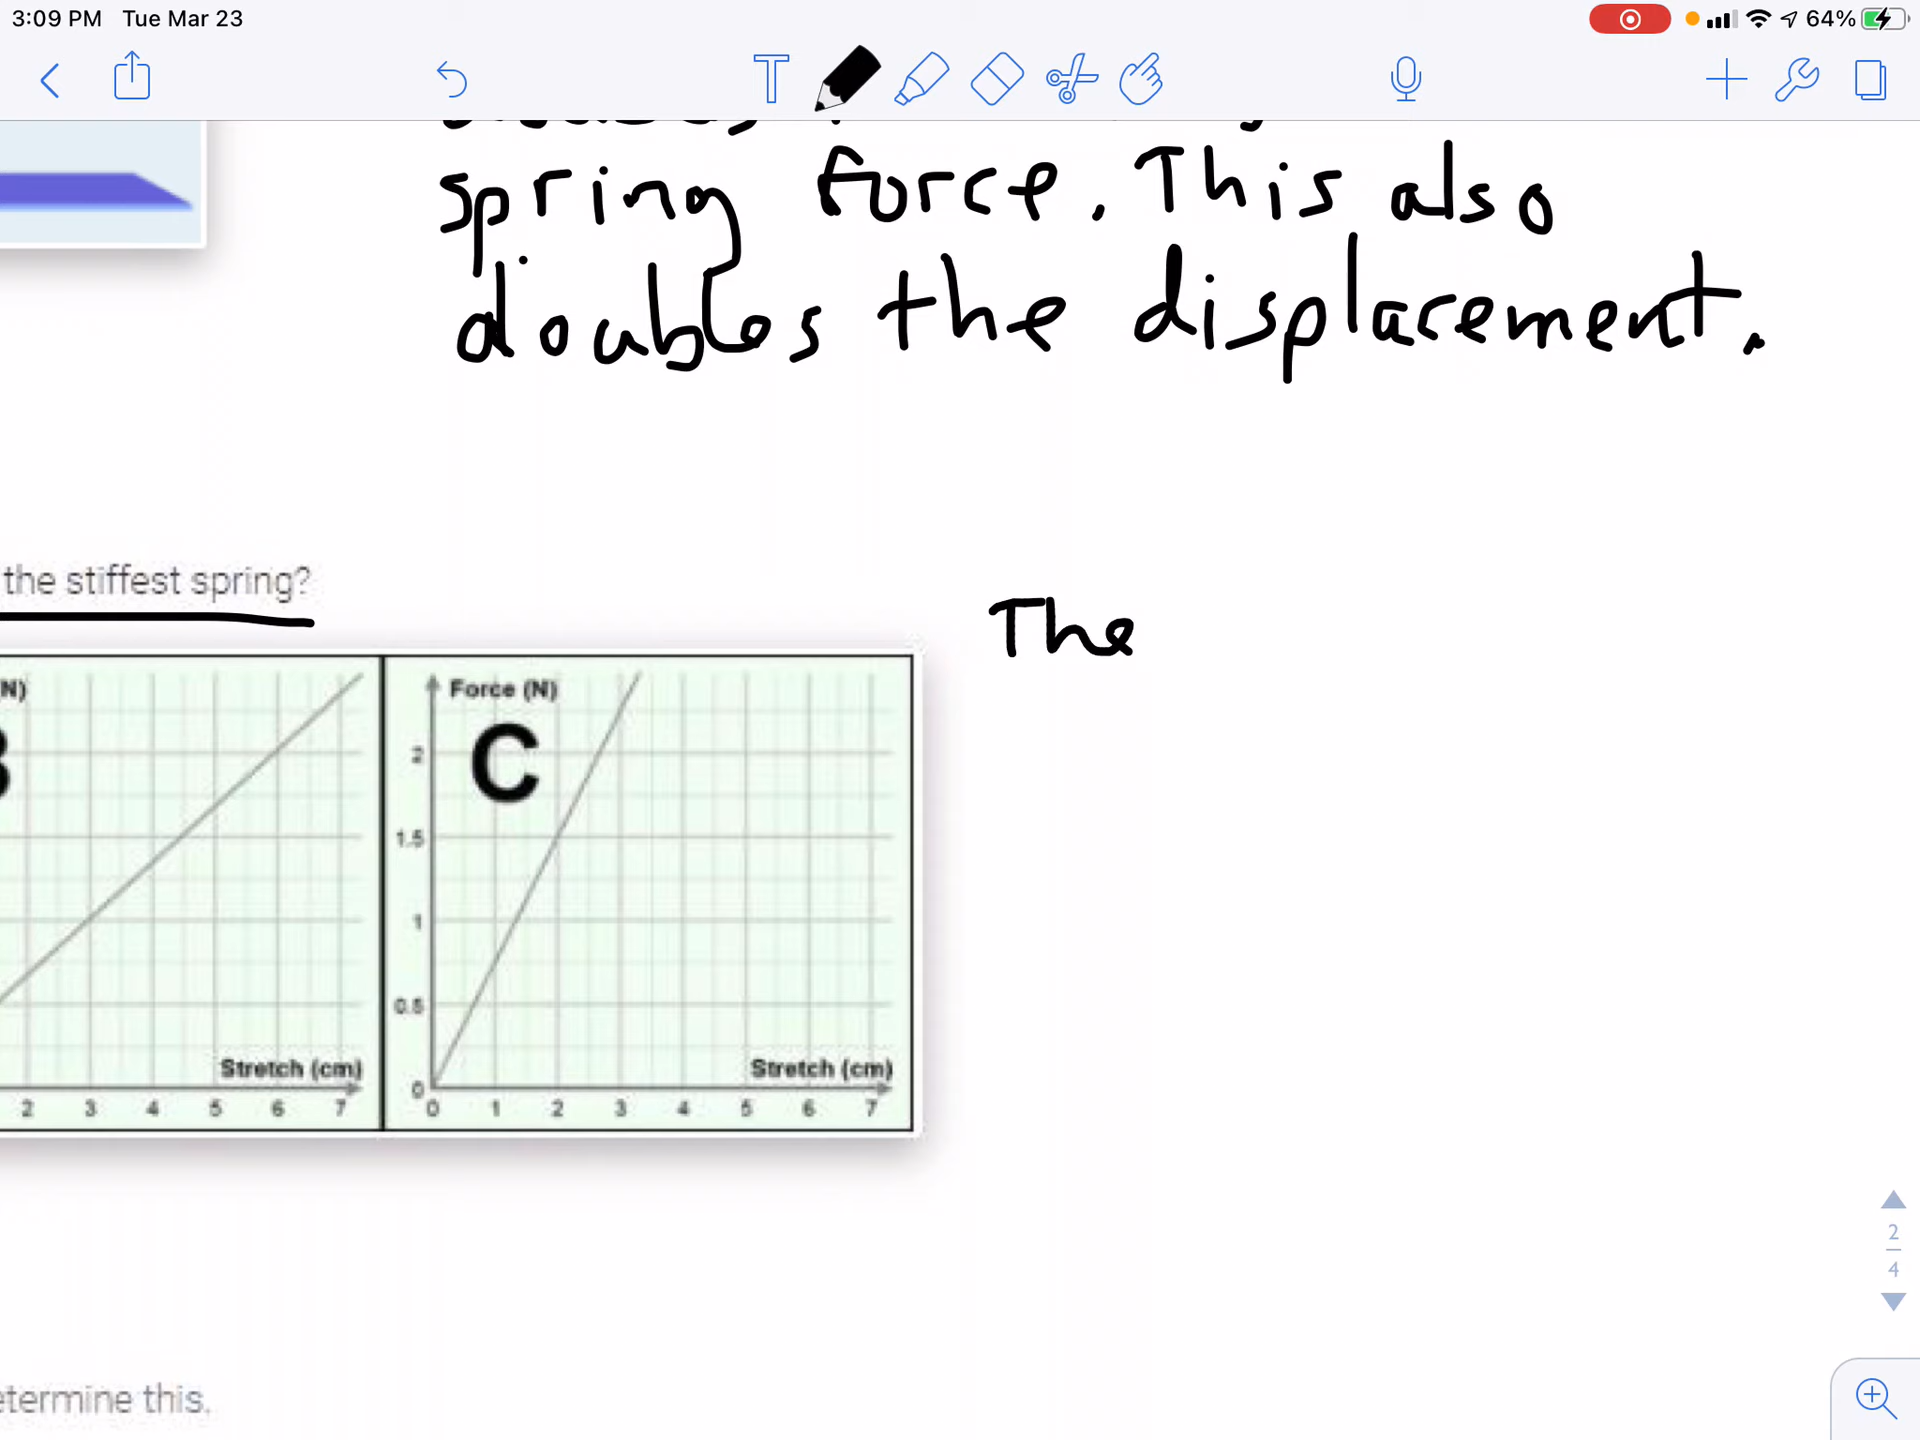 3:09 PM Tue Mar 23
64%
T
spring force. This also
doubles the displacement.
the stiffest spring?
The
N)
Force (N)
C
2
1.5
1
0.5
0
Stretch (cm)
Stretch (cm)
2 3 4 5 6 7
0 1 2 3 4 5 6 7
2
4
etermine this.